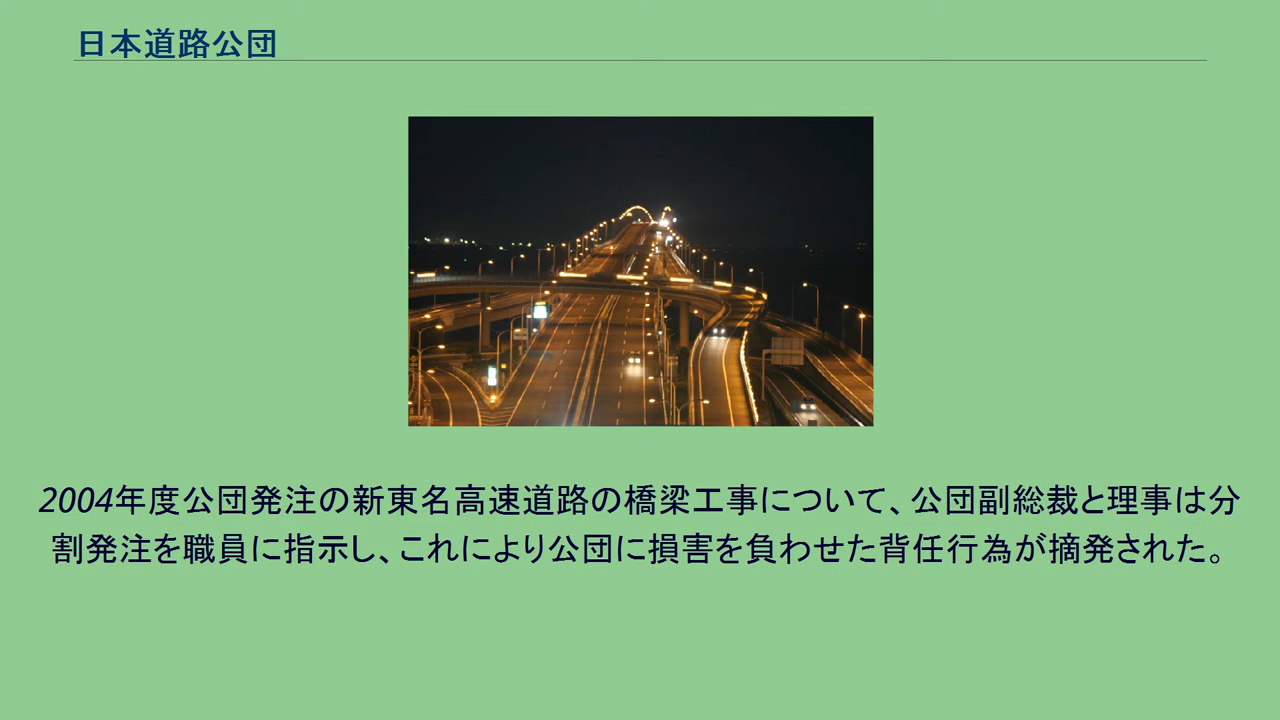 日本道路公団
2004年度公団発注の新東名高速道路の橋梁工事について、公団副総裁と理事は分
割発注を職員に指示し、これにより公団に損害を負わせた背任行為が摘発された。